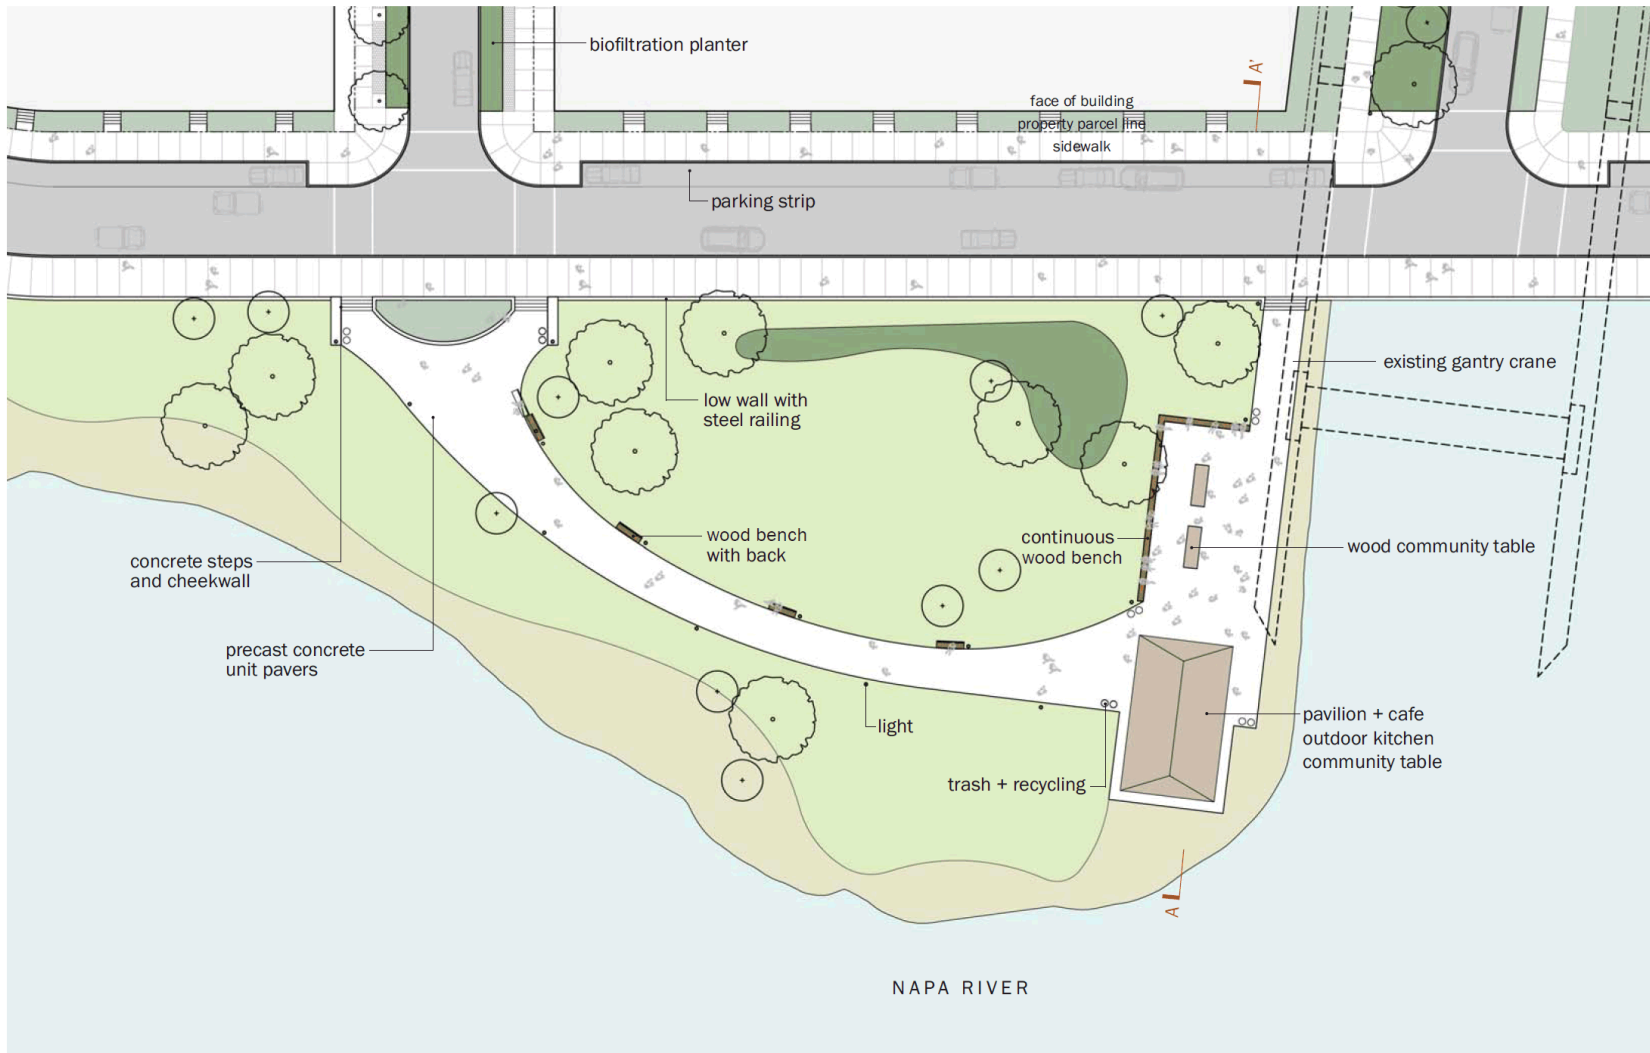 biofiltration planter
A'
face of building
property parcel line
sidewalk
parking strip
existing gantry crane
low wall with
steel railing
wood bench
with back
continuous
wood bench
wood community table
concrete steps
and cheekwall
precast concrete
unit pavers
light
pavilion + cafe
outdoor kitchen
community table
trash + recycling
A
NAPA RIVER